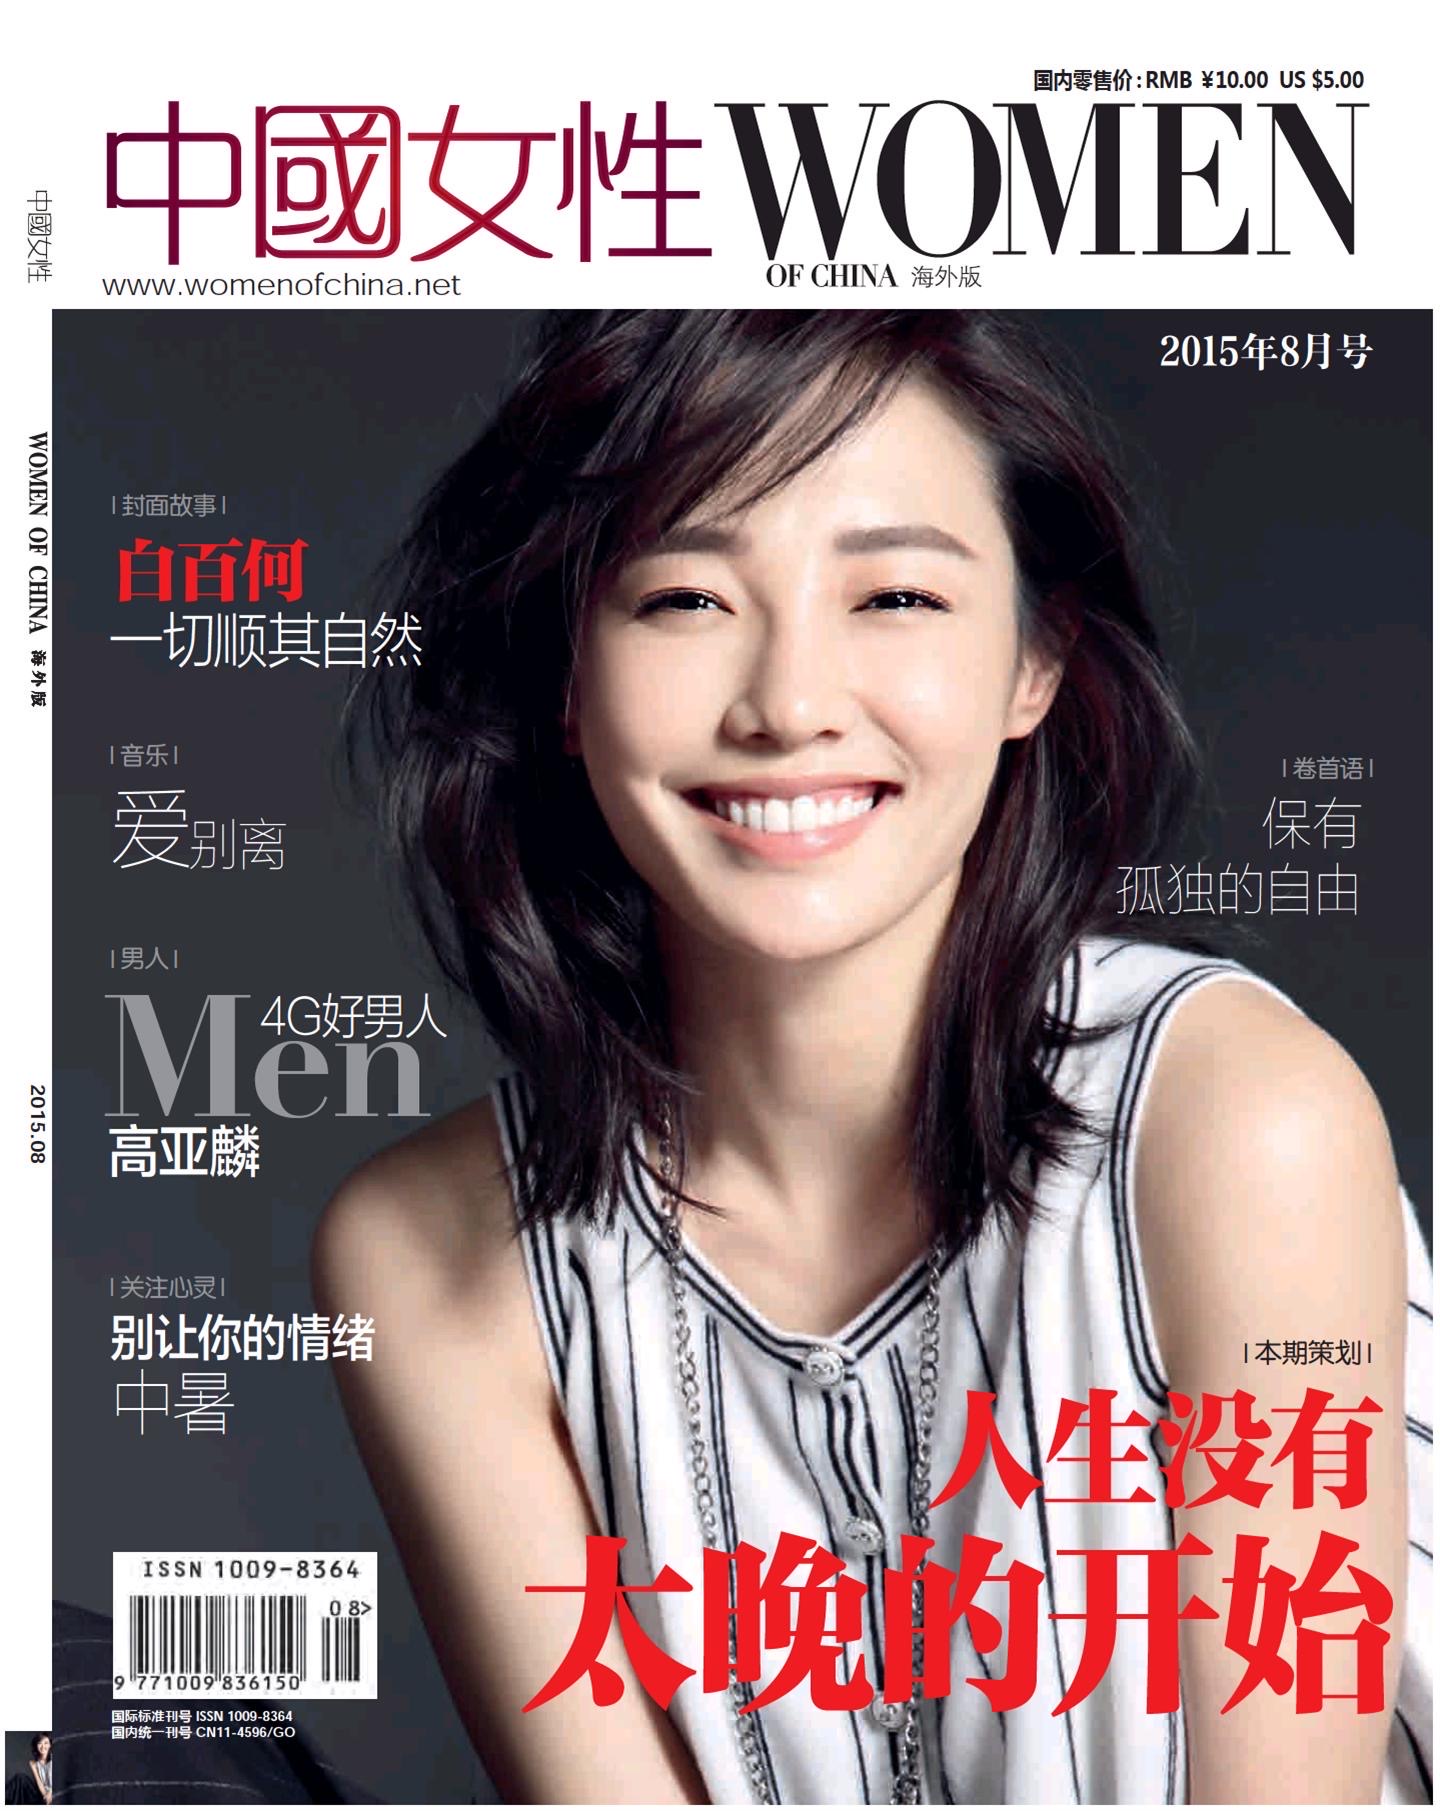 国内零售价:RMB ¥10.00 US $5.00
中國女性 WOMEN
OF CHINA 海外版
www.womenofchina.net
中國女性
WOMEN OF CHINA 海外版
2015.08
2015年8月号
|封面故事|
白百何
一切顺其自然
|音乐|
爱别离
|卷首语|
保有
孤独的自由
|男人|
4G好男人
Men
高亚麟
|关注心灵|
别让你的情绪
中暑
|本期策划|
人生没有
太晚的开始
ISSN 1009-8364
08>
9 771009 836150
国际标准刊号 ISSN 1009-8364
国内统一刊号 CN11-4596/GO